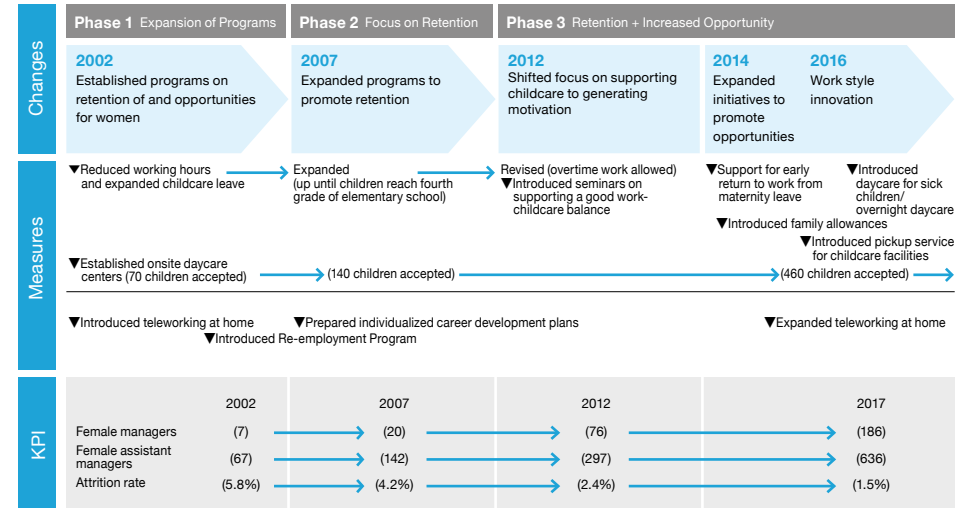 Changes
Phase 1 Expansion of Programs
Phase 2 Focus on Retention
Phase 3 Retention + Increased Opportunity
2002
Established programs on
retention of and opportunities
for women
2007
Expanded programs to
promote retention
2012
Shifted focus on supporting
childcare to generating
motivation
2014
Expanded
initiatives to
promote
opportunities
2016
Work style
innovation
Measures
▼Reduced working hours
and expanded childcare leave
Expanded
(up until children reach fourth
grade of elementary school)
Revised (overtime work allowed)
▼Introduced seminars on
supporting a good work-
childcare balance
▼Support for early
return to work from
maternity leave
▼Introduced
daycare for sick
children/
overnight daycare
▼Introduced family allowances
▼Introduced pickup service
for childcare facilities
▼Established onsite daycare
centers (70 children accepted)
(140 children accepted)
(460 children accepted)
▼Introduced teleworking at home
▼Introduced Re-employment Program
▼Prepared individualized career development plans
▼Expanded teleworking at home
KPI
2002 2007 2012 2017
Female managers (7) (20) (76) (186)
Female assistant
managers (67) (142) (297) (636)
Attrition rate (5.8%) (4.2%) (2.4%) (1.5%)